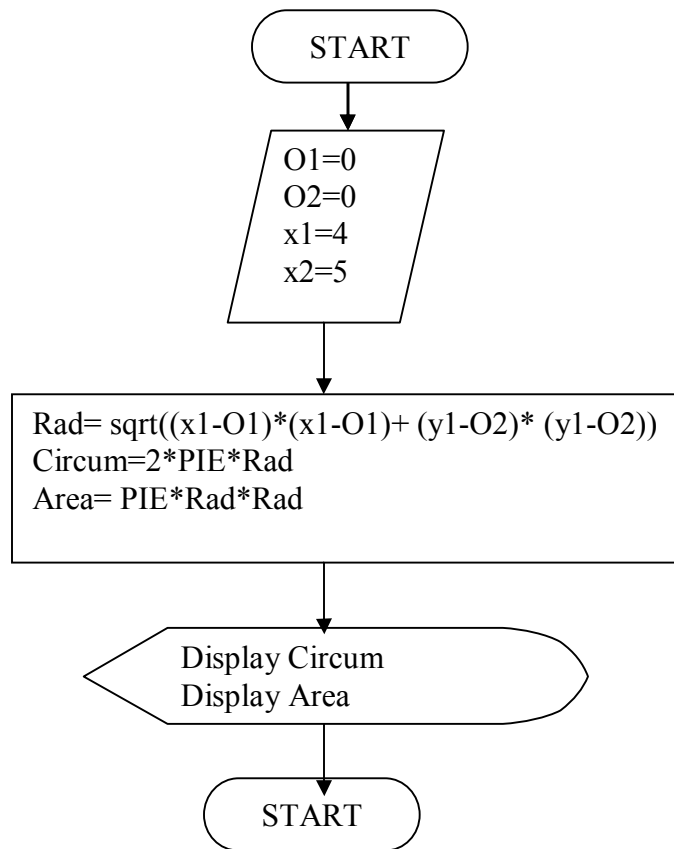 START
O1=0
O2=0
x1=4
x2=5
Rad= sqrt((x1-O1)*(x1-O1)+ (y1-O2)* (y1-O2))
Circum=2*PIE*Rad
Area= PIE*Rad*Rad
Display Circum
Display Area
START